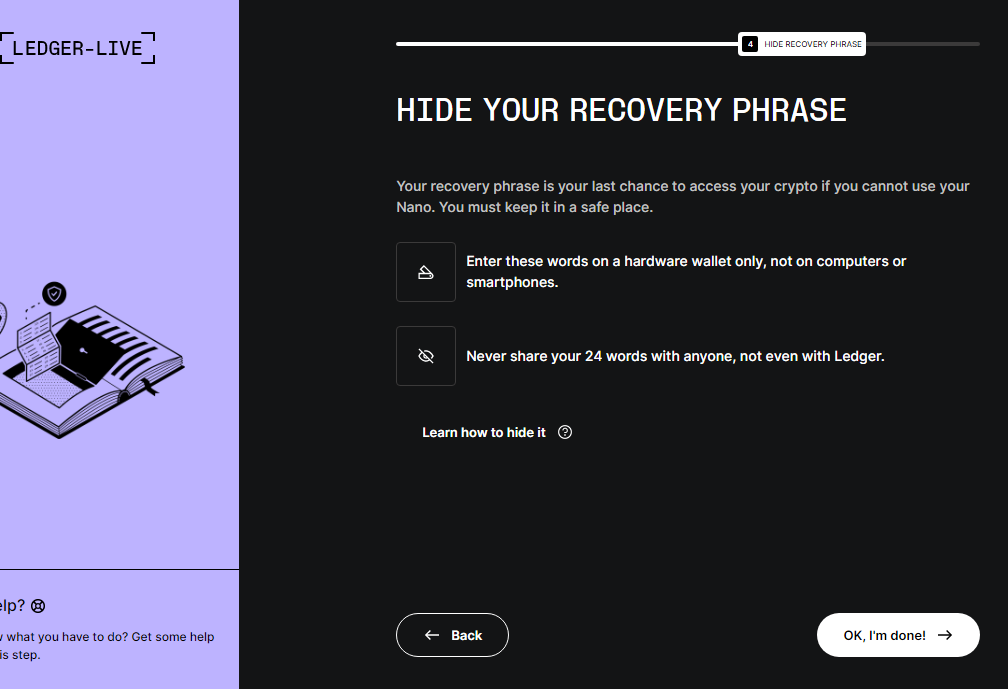 LEDGER-LIVE
4 HIDE RECOVERY PHRASE
HIDE YOUR RECOVERY PHRASE
Your recovery phrase is your last chance to access your crypto if you cannot use your
Nano. You must keep it in a safe place.
Enter these words on a hardware wallet only, not on computers or
smartphones.
Never share your 24 words with anyone, not even with Ledger.
Learn how to hide it
elp?
what you have to do? Get some help
is step.
Back
OK, I'm done!